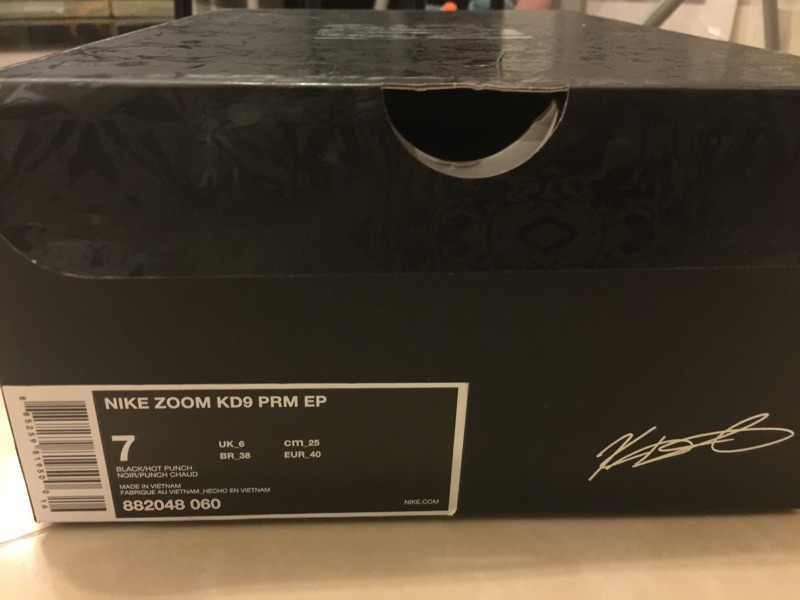 NIKE ZOOM KD9 PRM EP
7
UK_6 cm_25
BR_38 EUR_40
BLACK/HOT PUNCH
NOIR/PUNCH CHAUD
MADE IN VIETNAM
FABRIQUE AU VIETNAM_HECHO EN VIETNAM
882048 060
NIKE.COM